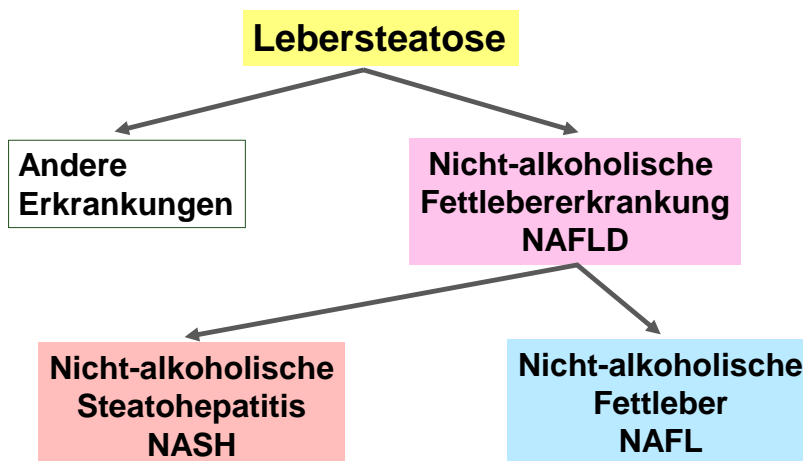 Lebersteatose
Andere
Erkrankungen
Nicht-alkoholische
Fettlebererkrankung
NAFLD
Nicht-alkoholische
Steatohepatitis
NASH
Nicht-alkoholische
Fettleber
NAFL